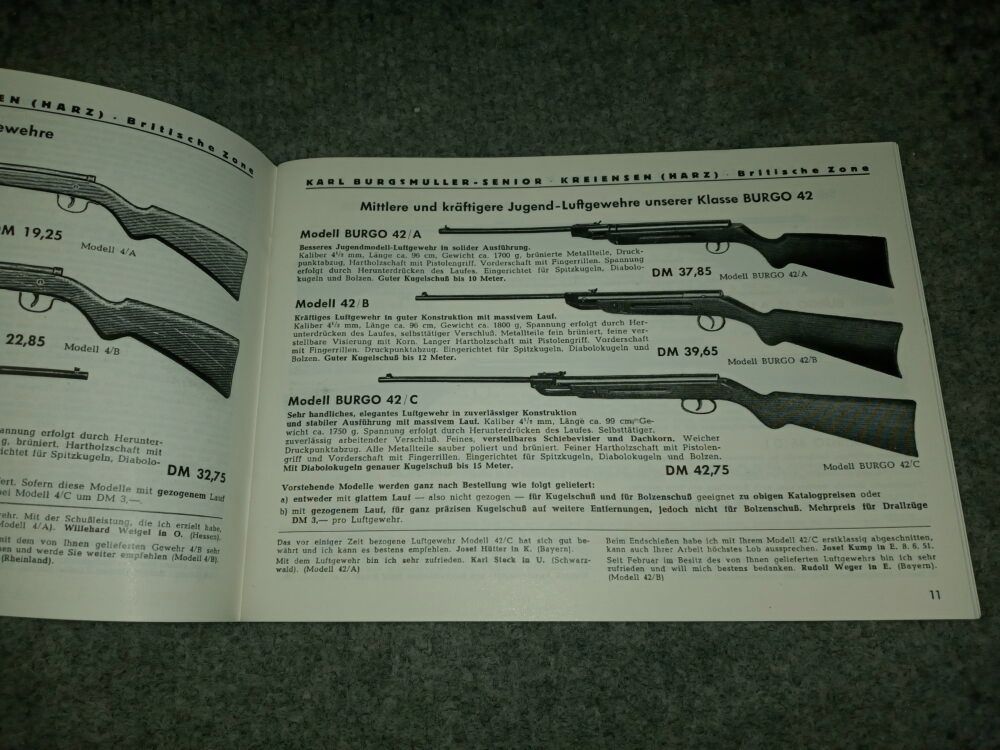 EN (HARZ) · Britische Zone
ewehre
DM 19,25
Modell 4/A
22,85
Modell 4/B
annung erfolgt durch Herunter-
g, brüniert. Hartholzschaft mit
ichtet für Spitzkugeln, Diabolo-
DM 32,75
fert. Sofern diese Modelle mit gezogenem Lauf
bei Modell 4/C um DM 3,—.
wehr. Mit der Schußleistung, die ich erzielt habe,
Modell 4/A). Willehard Weigel in O. (Hessen).
mit dem von Ihnen gelieferten Gewehr 4/B sehr
nen und werde Sie weiter empfehlen (Modell 4/B).
(Rheinland).
KARL BURGSMÜLLER-SENIOR · KREIENSEN (HARZ) · Britische Zone
Mittlere und kräftigere Jugend-Luftgewehre unserer Klasse BURGO 42
Modell BURGO 42/A
Besseres Jugendmodell-Luftgewehr in solider Ausführung.
Kaliber 4½ mm, Länge ca. 96 cm, Gewicht ca. 1700 g, brünierte Metallteile, Druck-
punktabzug. Hartholzschaft mit Pistolengriff. Vorderschaft mit Fingerrillen. Spannung
erfolgt durch Herunterdrücken des Laufes. Eingerichtet für Spitzkugeln, Diabolo-
kugeln und Bolzen. Guter Kugelschuß bis 10 Meter.
DM 37,85
Modell BURGO 42/A
Modell 42/B
Kräftiges Luftgewehr in guter Konstruktion mit massivem Lauf.
Kaliber 4½ mm, Länge ca. 96 cm, Gewicht ca. 1800 g, Spannung erfolgt durch Her-
unterdrücken des Laufes, selbsttätiger Verschluß. Metallteile fein brüniert, feine ver-
stellbare Visierung mit Korn. Langer Hartholzschaft mit Pistolengriff. Vorderschaft
mit Fingerrillen. Druckpunktabzug. Eingerichtet für Spitzkugeln, Diabolokugeln und
Bolzen. Guter Kugelschuß bis 12 Meter.
DM 39,65
Modell BURGO 42/B
Modell BURGO 42/C
Sehr handliches, elegantes Luftgewehr in zuverlässiger Konstruktion
und stabiler Ausführung mit massivem Lauf. Kaliber 4½ mm, Länge ca. 99 cm, Ge-
wicht ca. 1750 g. Spannung erfolgt durch Herunterdrücken des Laufes. Selbsttätiger,
zuverlässig arbeitender Verschluß. Feines, verstellbares Schiebevisier und Dachkorn. Weicher
Druckpunktabzug. Alle Metallteile sauber poliert und brüniert. Feiner Hartholzschaft mit Pistolen-
griff und Vorderschaft mit Fingerrillen. Eingerichtet für Spitzkugeln, Diabolokugeln und Bolzen.
Mit Diabolokugeln genauer Kugelschuß bis 15 Meter.
DM 42,75
Modell BURGO 42/C
Vorstehende Modelle werden ganz nach Bestellung wie folgt geliefert:
a) entweder mit glattem Lauf — also nicht gezogen — für Kugelschuß und für Bolzenschuß geeignet zu obigen Katalogpreisen oder
b) mit gezogenem Lauf, für ganz präzisen Kugelschuß auf weitere Entfernungen, jedoch nicht für Bolzenschuß. Mehrpreis für Drallzüge
DM 3,— pro Luftgewehr.
Das vor einiger Zeit bezogene Luftgewehr Modell 42/C hat sich gut be-
währt und ich kann es bestens empfehlen. Josef Hütter in K. (Bayern).
Mit dem Luftgewehr bin ich sehr zufrieden. Karl Stack in U. (Schwarz-
wald). (Modell 42/A)
Beim Endschießen habe ich mit Ihrem Modell 42/C erstklassig abgeschnitten,
kann auch Ihrer Arbeit höchstes Lob aussprechen. Josef Kump in E. 8. 6. 51.
Seit Februar im Besitz des von Ihnen gelieferten Luftgewehrs bin ich sehr
zufrieden und will mich bestens bedanken. Rudolf Weger in E. (Bayern).
(Modell 42/B)
11